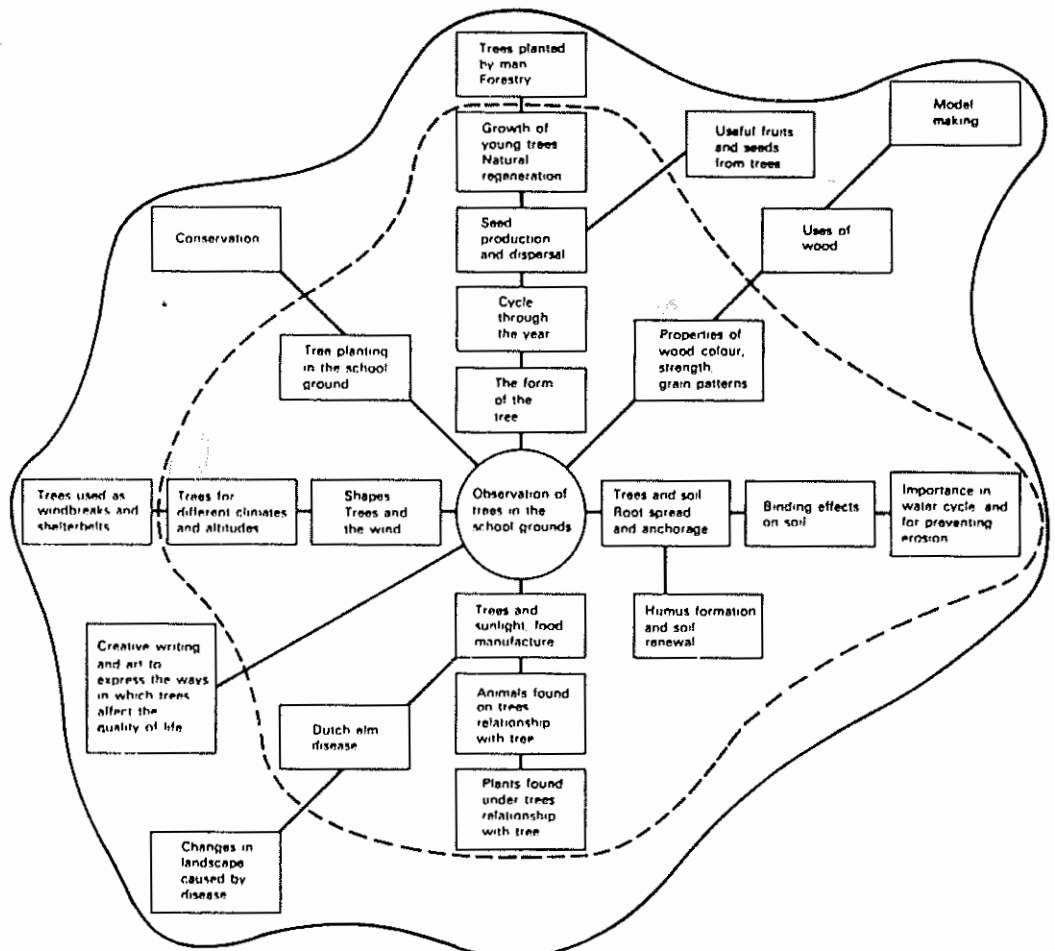 Trees planted
by man
Forestry
Model
making
Growth of
young trees
Natural
regeneration
Useful fruits
and seeds
from trees
Conservation
Seed
production
and dispersal
Uses of
wood
Cycle
through
the year
Tree planting
in the school
ground
Properties of
wood colour,
strength,
grain patterns
The form
of the
tree
Trees used as
windbreaks and
shelterbelts
Trees for
different climates
and altitudes
Shapes
Trees and
the wind
Observation of
trees in the
school grounds
Trees and soil
Root spread
and anchorage
Binding effects
on soil
Importance in
water cycle and
for preventing
erosion
Trees and
sunlight, food
manufacture
Humus formation
and soil
renewal
Creative writing
and art to
express the ways
in which trees
affect the
quality of life
Animals found
on trees
relationship
with tree
Dutch elm
disease
Plants found
under trees
relationship
with tree
Changes in
landscape
caused by
disease